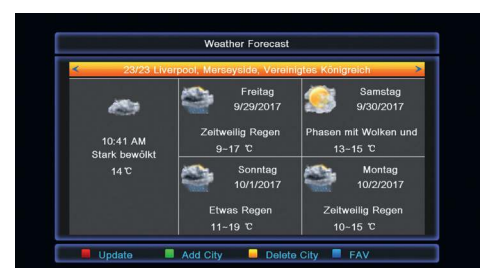 Weather Forecast
23/23 Liverpool, Merseyside, Vereinigtes Königreich
10:41 AM
Stark bewölkt
14 ℃
Freitag
9/29/2017
Zeitweilig Regen
9~17 ℃
Samstag
9/30/2017
Phasen mit Wolken und
13~15 ℃
Sonntag
10/1/2017
Etwas Regen
11~19 ℃
Montag
10/2/2017
Zeitweilig Regen
10~15 ℃
Update Add City Delete City FAV